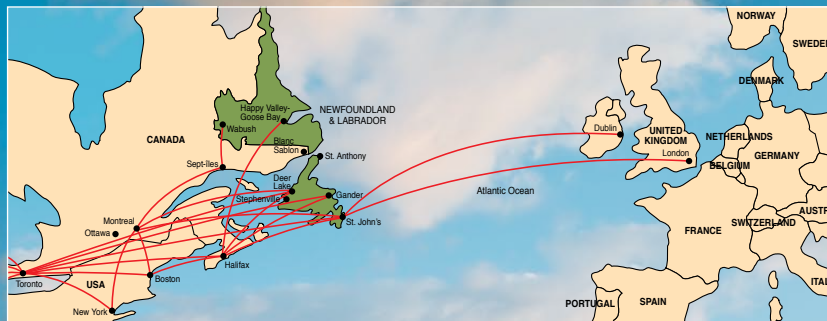 NORWAY
SWEDE
DENMARK
Happy Valley-
Goose Bay
NEWFOUNDLAND
& LABRADOR
Wabush
CANADA
Blanc
Sablon
St. Anthony
Dublin
UNITED
KINGDOM
NETHERLANDS
London
GERMANY
BELGIUM
Sept-Iles
Deer
Lake
Stephenville
Gander
Atlantic Ocean
Montreal
St. John's
Ottawa
AUSTR
SWITZERLAND
FRANCE
Halifax
Toronto
USA
Boston
ITAL
New York
PORTUGAL
SPAIN